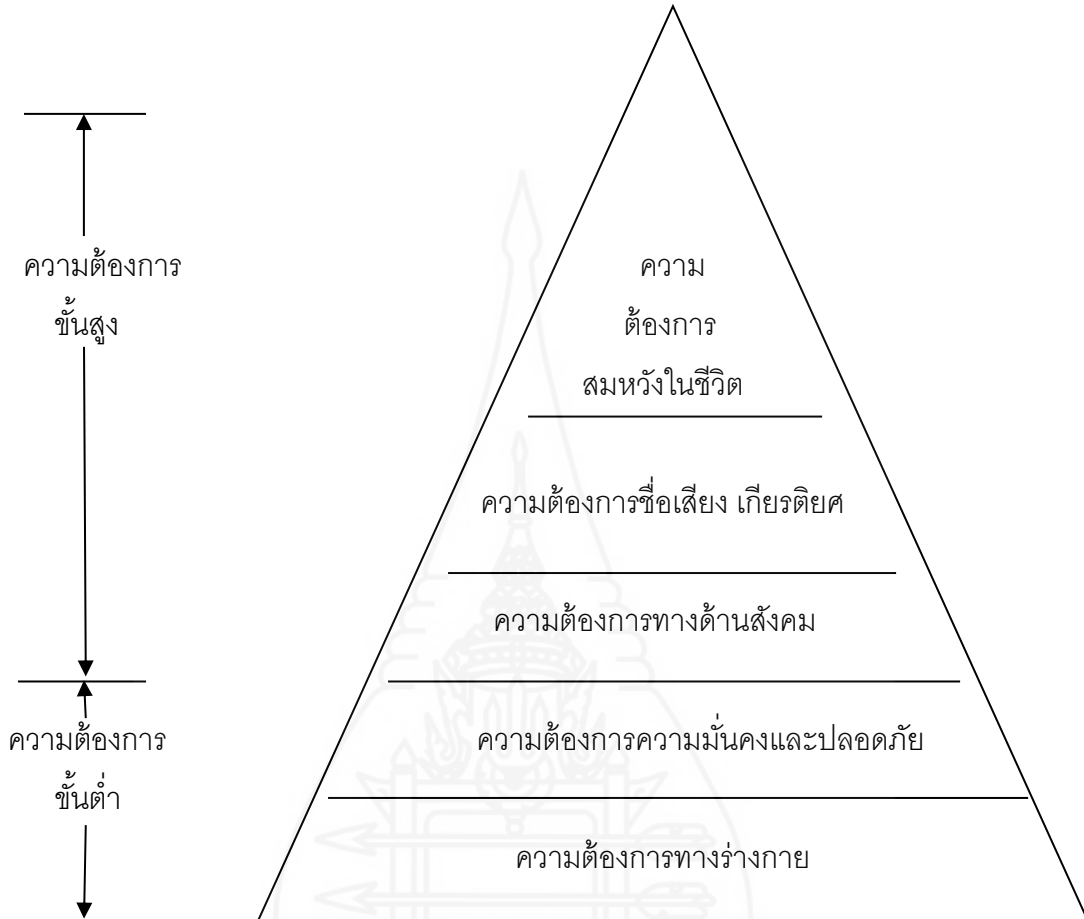 ความต้องการ
ขั้นสูง
ความ
ต้องการ
สมหวังในชีวิต
ความต้องการชื่อเสียง เกียรติยศ
ความต้องการทางด้านสังคม
ความต้องการ
ขั้นต่ำ
ความต้องการความมั่นคงและปลอดภัย
ความต้องการทางร่างกาย